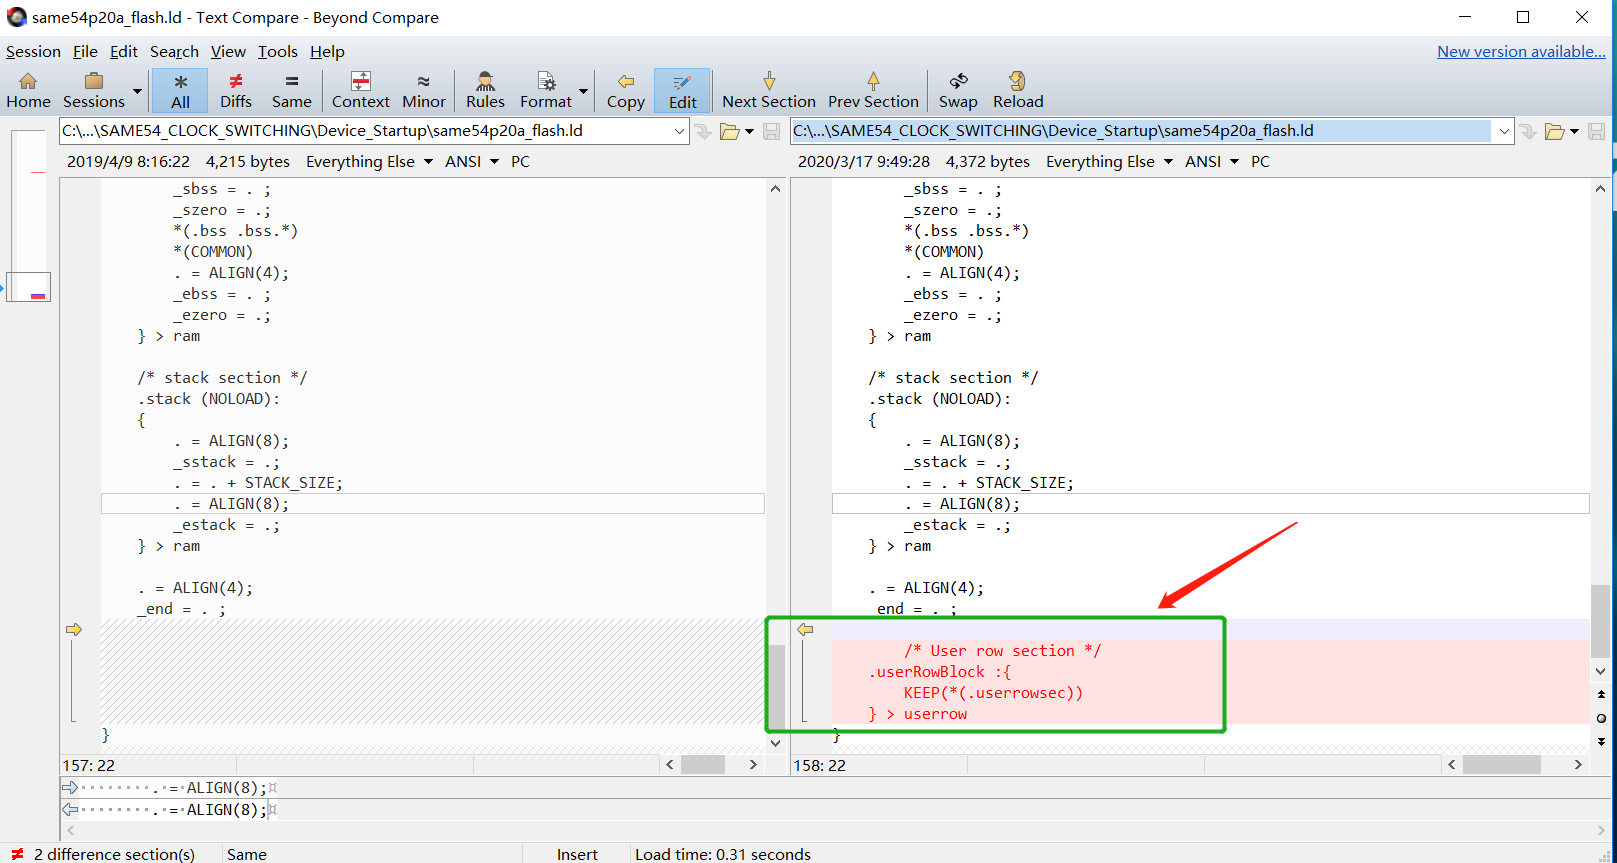 same54p20a_flash.ld - Text Compare - Beyond Compare
Session File Edit Search View Tools Help New version available...
Home Sessions All Diffs Same Context Minor Rules Format Copy Edit Next Section Prev Section Swap Reload
C:\...\SAME54_CLOCK_SWITCHING\Device_Startup\same54p20a_flash.ld
2019/4/9 8:16:22 4,215 bytes Everything Else ANSI PC
_sbss = . ;
_szero = .;
*(.bss .bss.*)
*(COMMON)
. = ALIGN(4);
_ebss = . ;
_ezero = .;
} > ram
/* stack section */
.stack (NOLOAD):
{
. = ALIGN(8);
_sstack = .;
. = . + STACK_SIZE;
. = ALIGN(8);
_estack = .;
} > ram
. = ALIGN(4);
_end = . ;
}
157: 22
C:\...\SAME54_CLOCK_SWITCHING\Device_Startup\same54p20a_flash.ld
2020/3/17 9:49:28 4,372 bytes Everything Else ANSI PC
_sbss = . ;
_szero = .;
*(.bss .bss.*)
*(COMMON)
. = ALIGN(4);
_ebss = . ;
_ezero = .;
} > ram
/* stack section */
.stack (NOLOAD):
{
. = ALIGN(8);
_sstack = .;
. = . + STACK_SIZE;
. = ALIGN(8);
_estack = .;
} > ram
. = ALIGN(4);
_end = . ;
/* User row section */
.userRowBlock :{
KEEP(*(.userrowsec))
} > userrow
}
158: 22
········.·=·ALIGN(8);¤
········.·=·ALIGN(8);¤
2 difference section(s) Same Insert Load time: 0.31 seconds